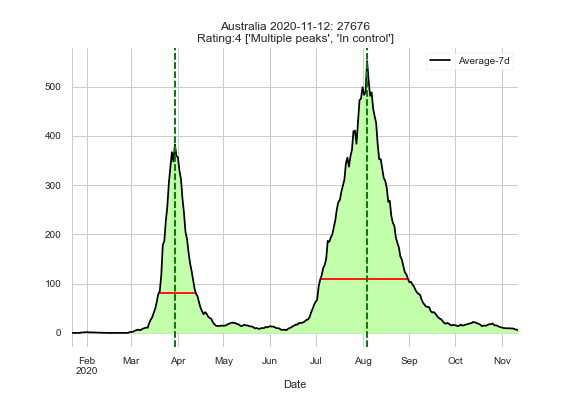 Australia 2020-11-12: 27676
Rating:4 ['Multiple peaks', 'In control']
Average-7d
500
400
300
200
100
0
Feb Mar Apr May Jun Jul Aug Sep Oct Nov
2020
Date